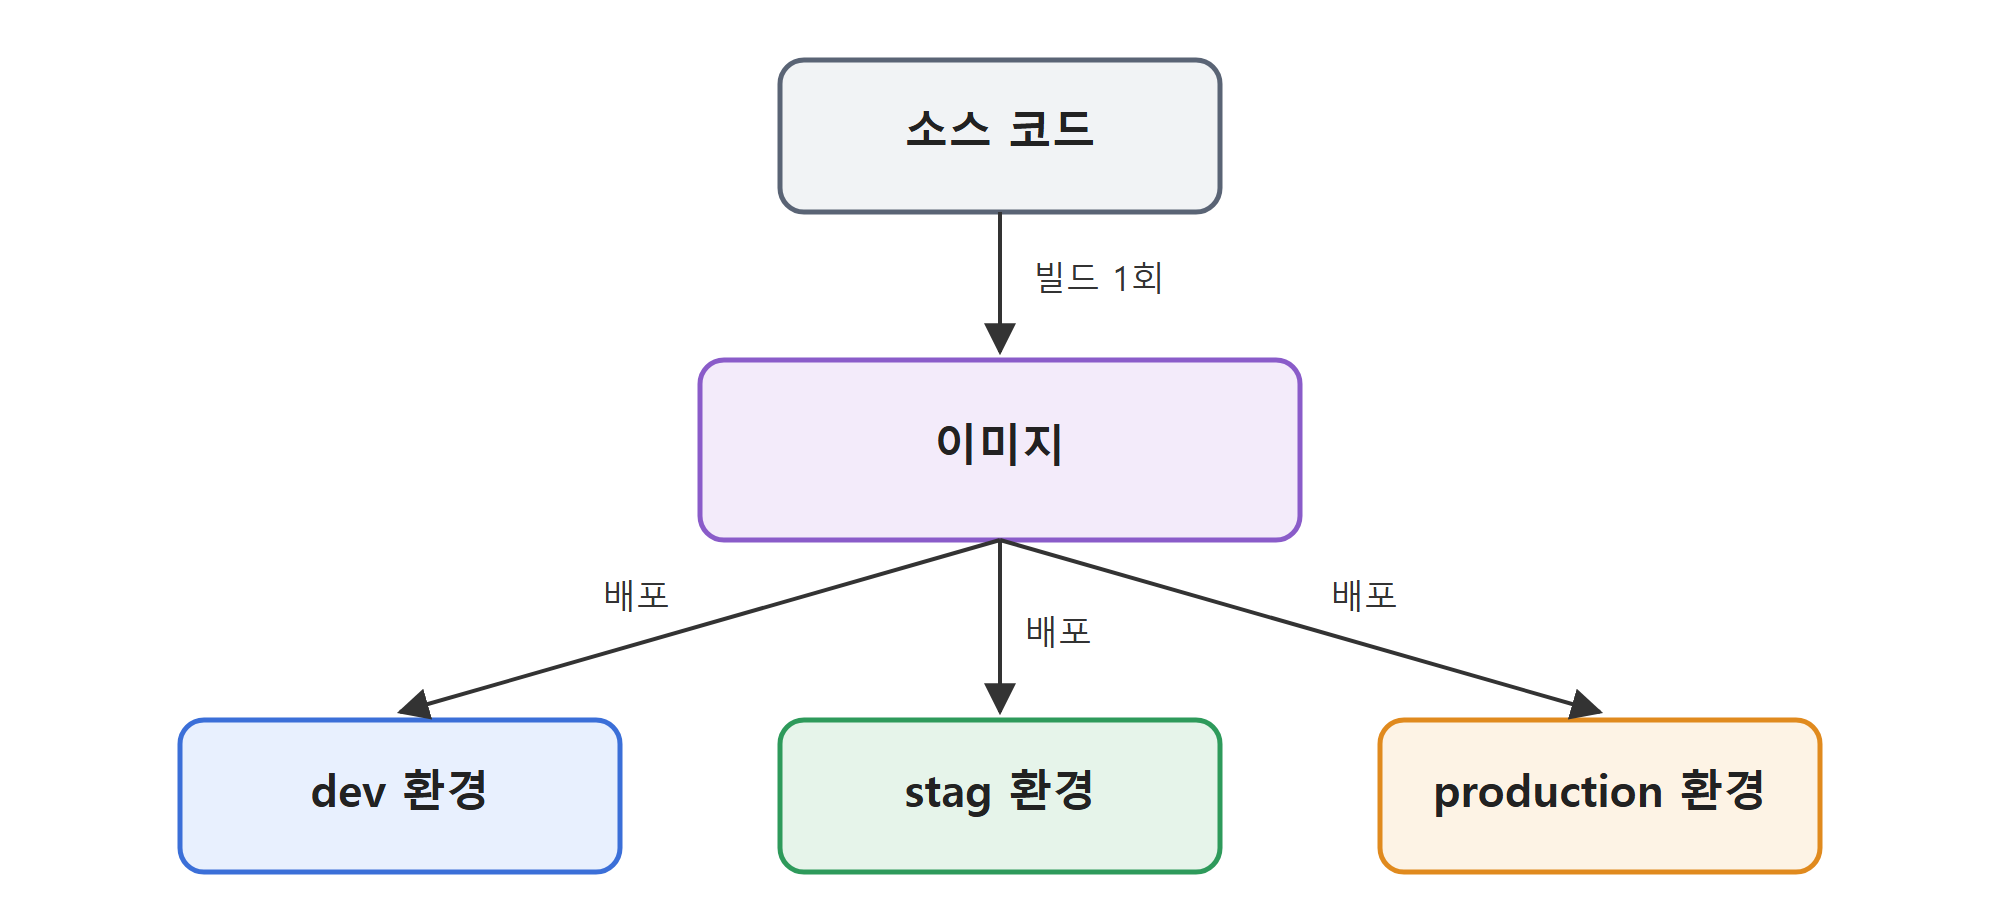 소스 코드
빌드 1회
이미지
배포
배포
배포
dev 환경
stag 환경
production 환경